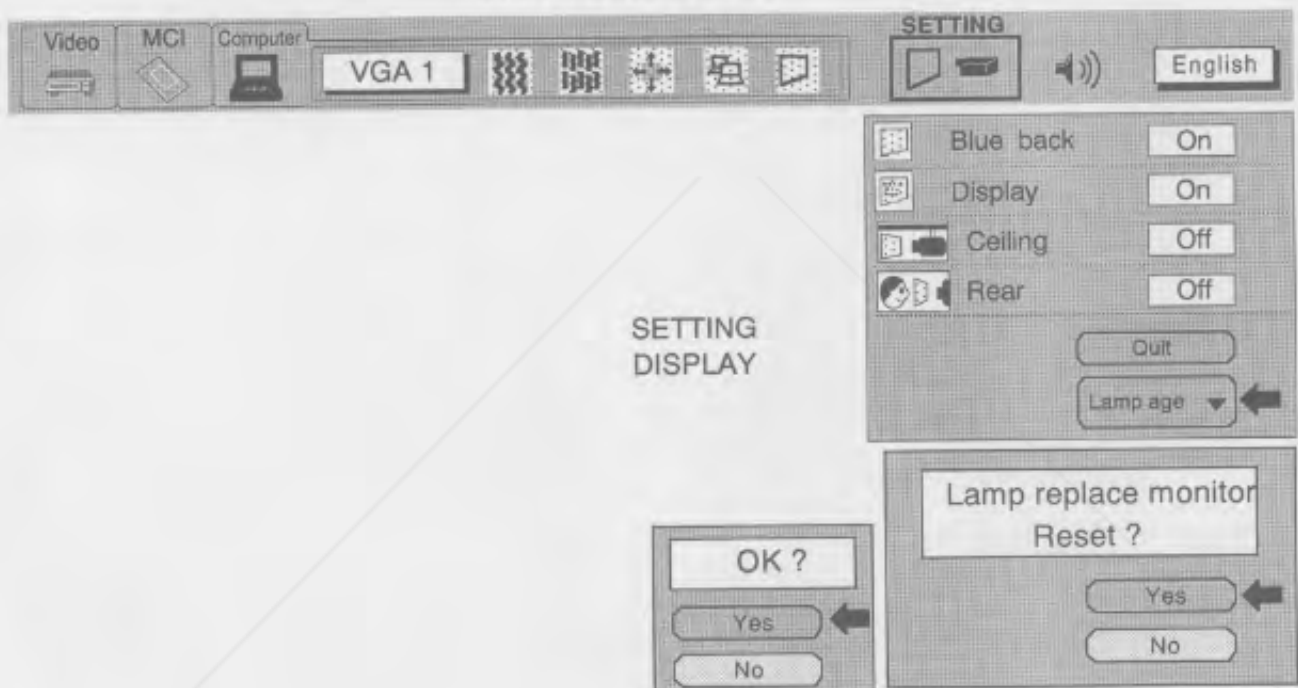 SETTING
Video MCI Computer
VGA 1
English
Blue back On
Display On
Ceiling Off
Rear Off
Quit
Lamp age
SETTING
DISPLAY
Lamp replace monitor
Reset ?
Yes
No
OK ?
Yes
No